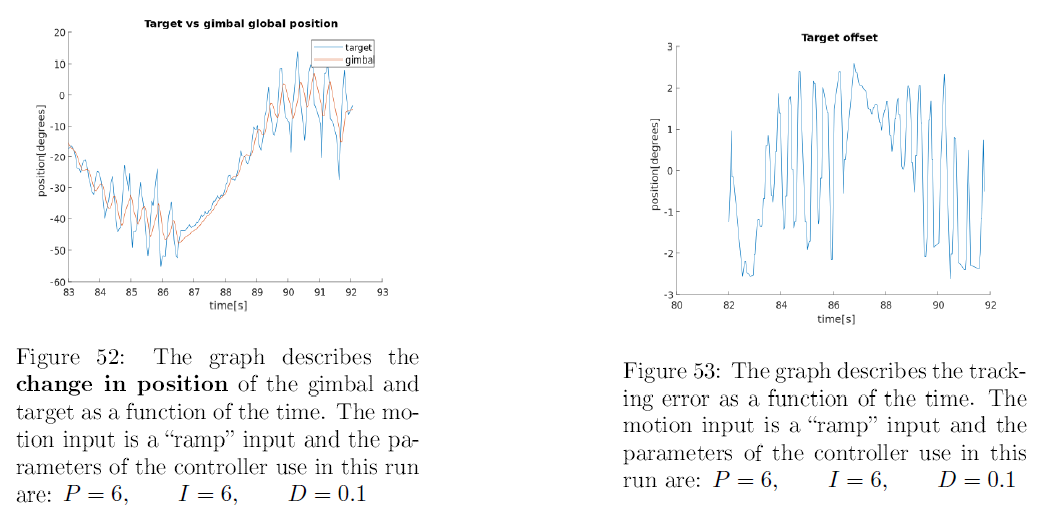 Target vs gimbal global position
20
10
0
-10
-20
-30
-40
-50
-60
position[degrees]
target
gimbal
83 84 85 86 87 88 89 90 91 92 93
time[s]
Figure 52: The graph describes the
change in position of the gimbal and
target as a function of the time. The mo-
tion input is a “ramp” input and the pa-
rameters of the controller use in this run
are: P = 6, I = 6, D = 0.1
Target offset
3
2
1
0
-1
-2
-3
position[degrees]
80 82 84 86 88 90 92
time[s]
Figure 53: The graph describes the track-
ing error as a function of the time. The
motion input is a “ramp” input and the
parameters of the controller use in this
run are: P = 6, I = 6, D = 0.1